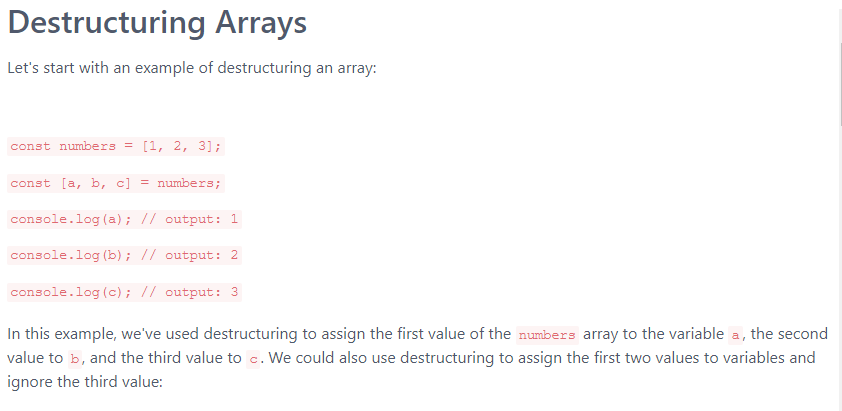 Destructuring Arrays
Let's start with an example of destructuring an array:
const numbers = [1, 2, 3];
const [a, b, c] = numbers;
console.log(a); // output: 1
console.log(b); // output: 2
console.log(c); // output: 3
In this example, we've used destructuring to assign the first value of the numbers array to the variable a, the second
value to b, and the third value to c. We could also use destructuring to assign the first two values to variables and
ignore the third value: